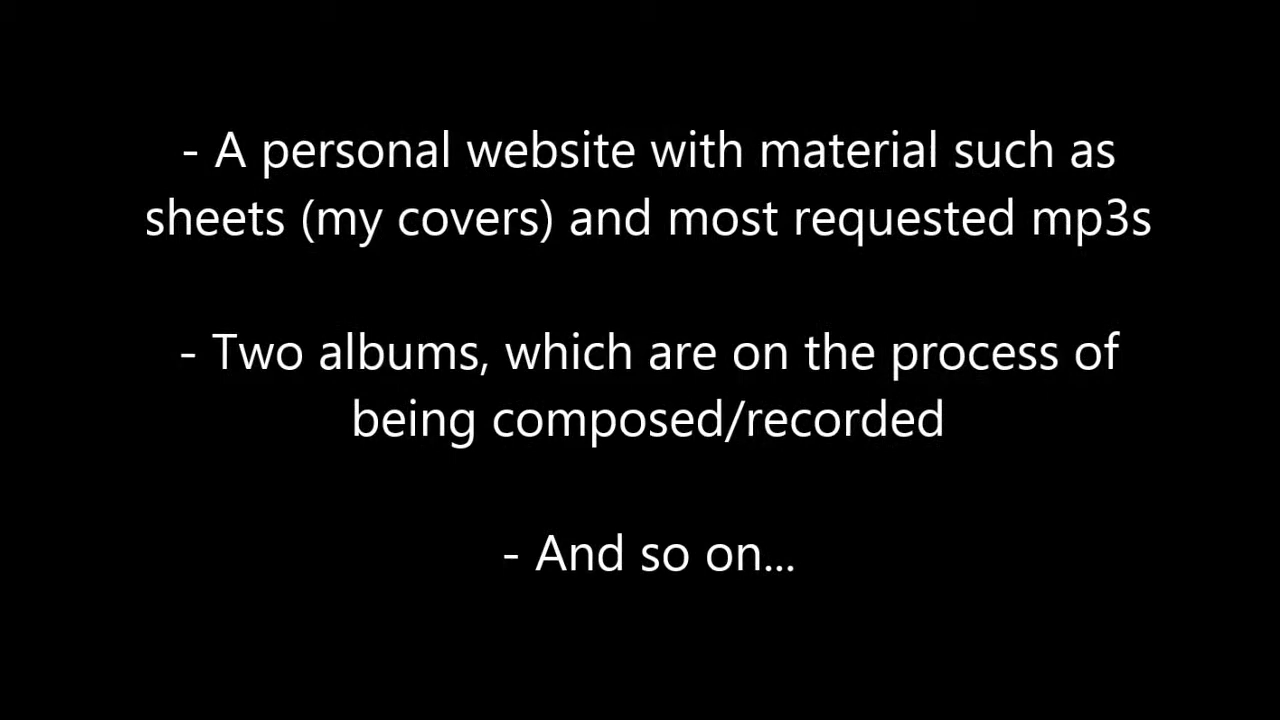 - A personal website with material such as
sheets (my covers) and most requested mp3s
- Two albums, which are on the process of
being composed/recorded
- And so on...